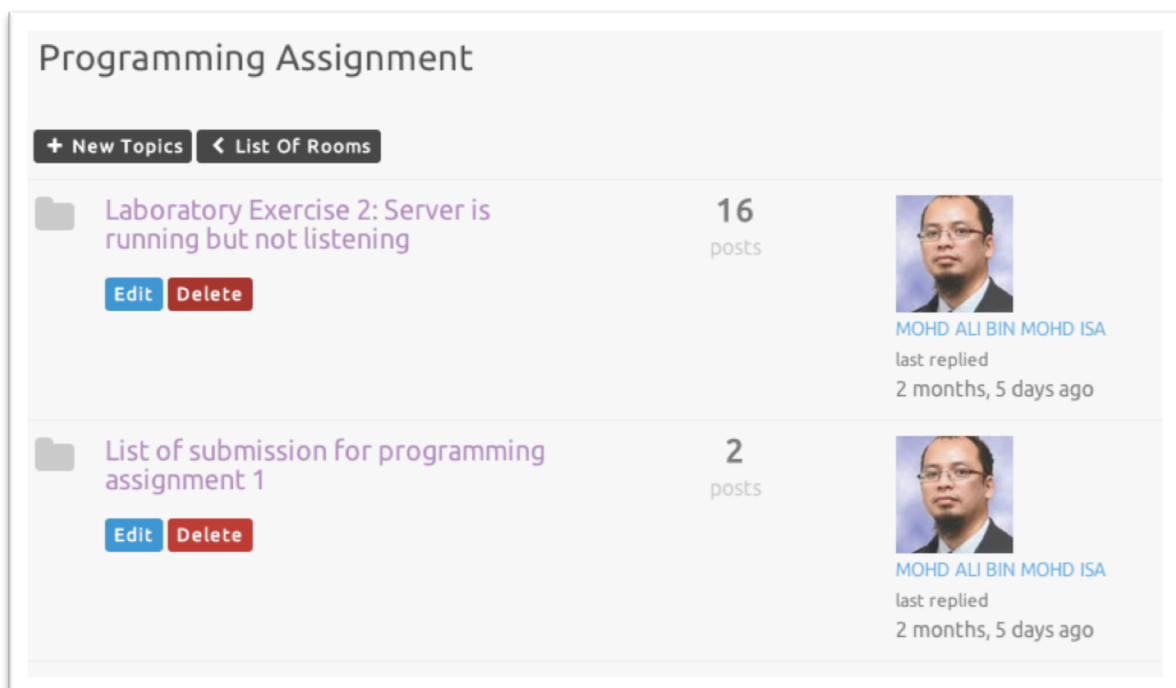 Programming Assignment
+ New Topics
List Of Rooms
Laboratory Exercise 2: Server is
running but not listening
16
posts
Edit
Delete
MOHD ALI BIN MOHD ISA
last replied
2 months, 5 days ago
List of submission for programming
assignment 1
2
posts
Edit
Delete
MOHD ALI BIN MOHD ISA
last replied
2 months, 5 days ago